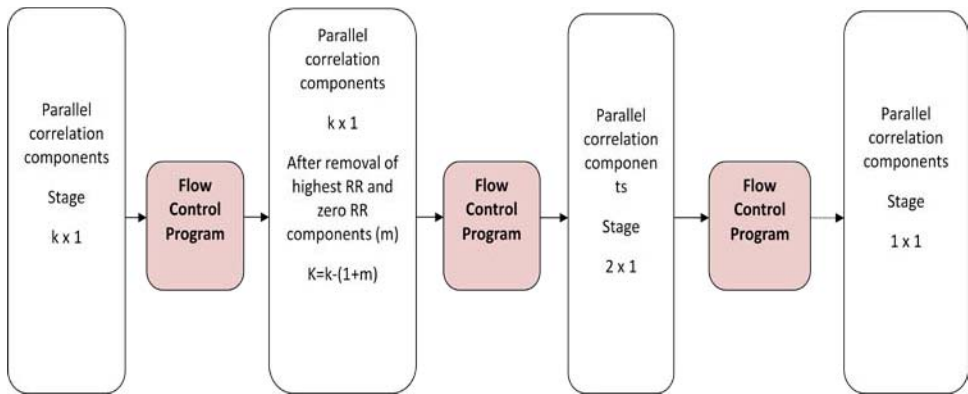 Parallel
correlation
components
Stage
k x 1
Flow
Control
Program
Parallel
correlation
components
k x 1
After removal of
highest RR and
zero RR
components (m)
K=k-(1+m)
Flow
Control
Program
Parallel
correlation
componen
ts
Stage
2 x 1
Flow
Control
Program
Parallel
correlation
components
Stage
1 x 1